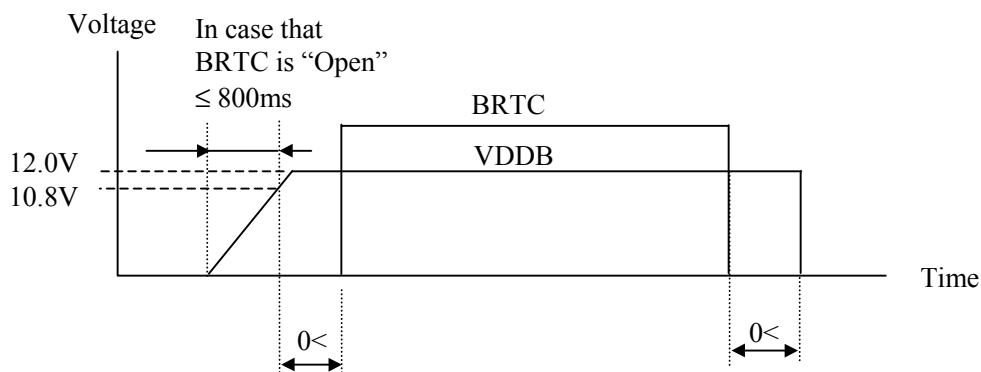 Voltage
In case that
BRTC is “Open”
≤ 800ms
BRTC
VDDB
12.0V
10.8V
Time
0<
0<